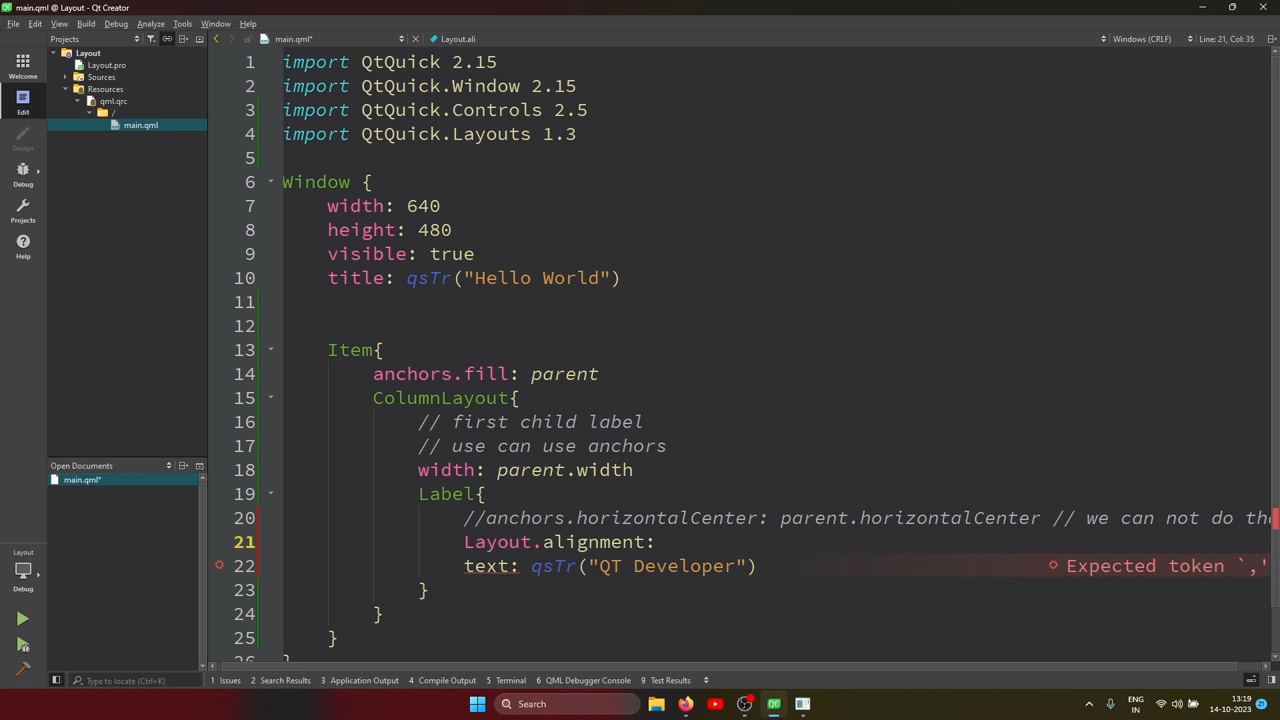 main.qml @ Layout - Qt Creator
File Edit View Build Debug Analyze Tools Window Help
Projects
main.qml*
Layout.ali
Windows (CRLF)
Line: 21, Col: 35
Welcome
Edit
Design
Debug
Projects
Help
Layout
Layout.pro
Sources
Resources
qml.qrc
/
main.qml
Open Documents
main.qml*
1 import QtQuick 2.15
2 import QtQuick.Window 2.15
3 import QtQuick.Controls 2.5
4 import QtQuick.Layouts 1.3
5
6 Window {
7 width: 640
8 height: 480
9 visible: true
10 title: qsTr("Hello World")
11
12
13 Item{
14 anchors.fill: parent
15 ColumnLayout{
16 // first child label
17 // use can use anchors
18 width: parent.width
19 Label{
20 //anchors.horizontalCenter: parent.horizontalCenter // we can not do the
21 Layout.alignment:
22 text: qsTr("QT Developer") Expected token `,'
23 }
24 }
25 }
Layout
Debug
Type to locate (Ctrl+K)
1 Issues 2 Search Results 3 Application Output 4 Compile Output 5 Terminal 6 QML Debugger Console 9 Test Results
Search
ENG
IN
13:19
14-10-2023